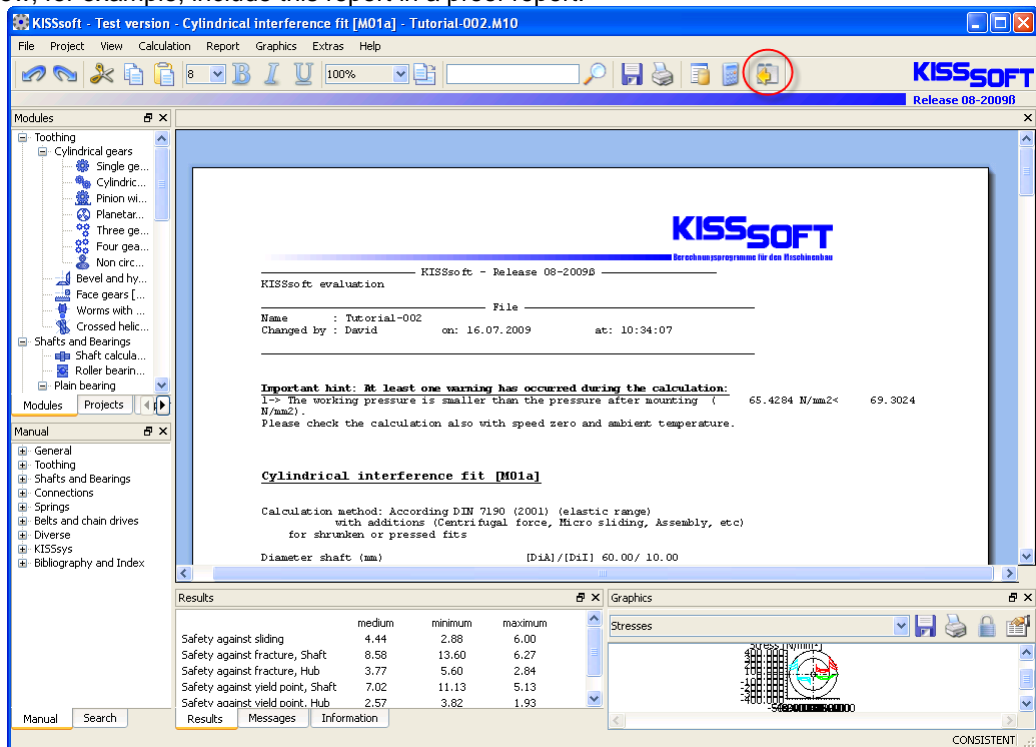 KISSsoft - Test version - Cylindrical interference fit [M01a] - Tutorial-002.M10
File Project View Calculation Report Graphics Extras Help
8 B I U 100%
KISSsoft
Release 08-2009β
Modules
Toothing
Cylindrical gears
Single ge...
Cylindric...
Pinion wi...
Planetar...
Three ge...
Four gea...
Non circ...
Bevel and hy...
Face gears [...
Worms with ...
Crossed helic...
Shafts and Bearings
Shaft calcula...
Roller bearin...
Plain bearing
Modules Projects
Manual
General
Toothing
Shafts and Bearings
Connections
Springs
Belts and chain drives
Diverse
KISSsys
Bibliography and Index
Manual Search
KISSsoft
Berechnungsprogramme für den Maschinenbau
KISSsoft - Release 08-2009β
KISSsoft evaluation
File
Name : Tutorial-002
Changed by : David on: 16.07.2009 at: 10:34:07
Important hint: At least one warning has occurred during the calculation:
1-> The working pressure is smaller than the pressure after mounting ( 65.4284 N/mm2< 69.3024
N/mm2).
Please check the calculation also with speed zero and ambient temperature.
Cylindrical interference fit [M01a]
Calculation method: According DIN 7190 (2001) (elastic range)
with additions (Centrifugal force, Micro sliding, Assembly, etc)
for shrunken or pressed fits
Diameter shaft (mm) [DiA]/[DiI] 60.00/ 10.00
Results
medium minimum maximum
Safety against sliding 4.44 2.88 6.00
Safety against fracture, Shaft 8.58 13.60 6.27
Safety against fracture, Hub 3.77 5.60 2.84
Safety against yield point, Shaft 7.02 11.13 5.13
Safety against yield point, Hub 2.57 3.82 1.93
Results Messages Information
Graphics
Stresses
CONSISTENT